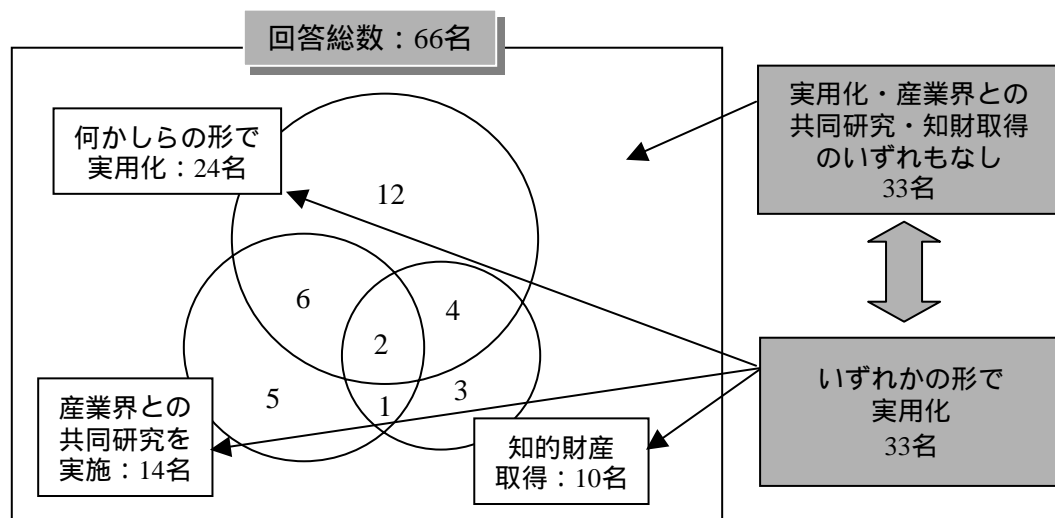 回答総数：66名
何かしらの形で
実用化：24名
12
6
4
2
5
1
3
産業界との
共同研究を
実施：14名
知的財産
取得：10名
実用化・産業界との
共同研究・知財取得
のいずれもなし
33名
いずれかの形で
実用化
33名